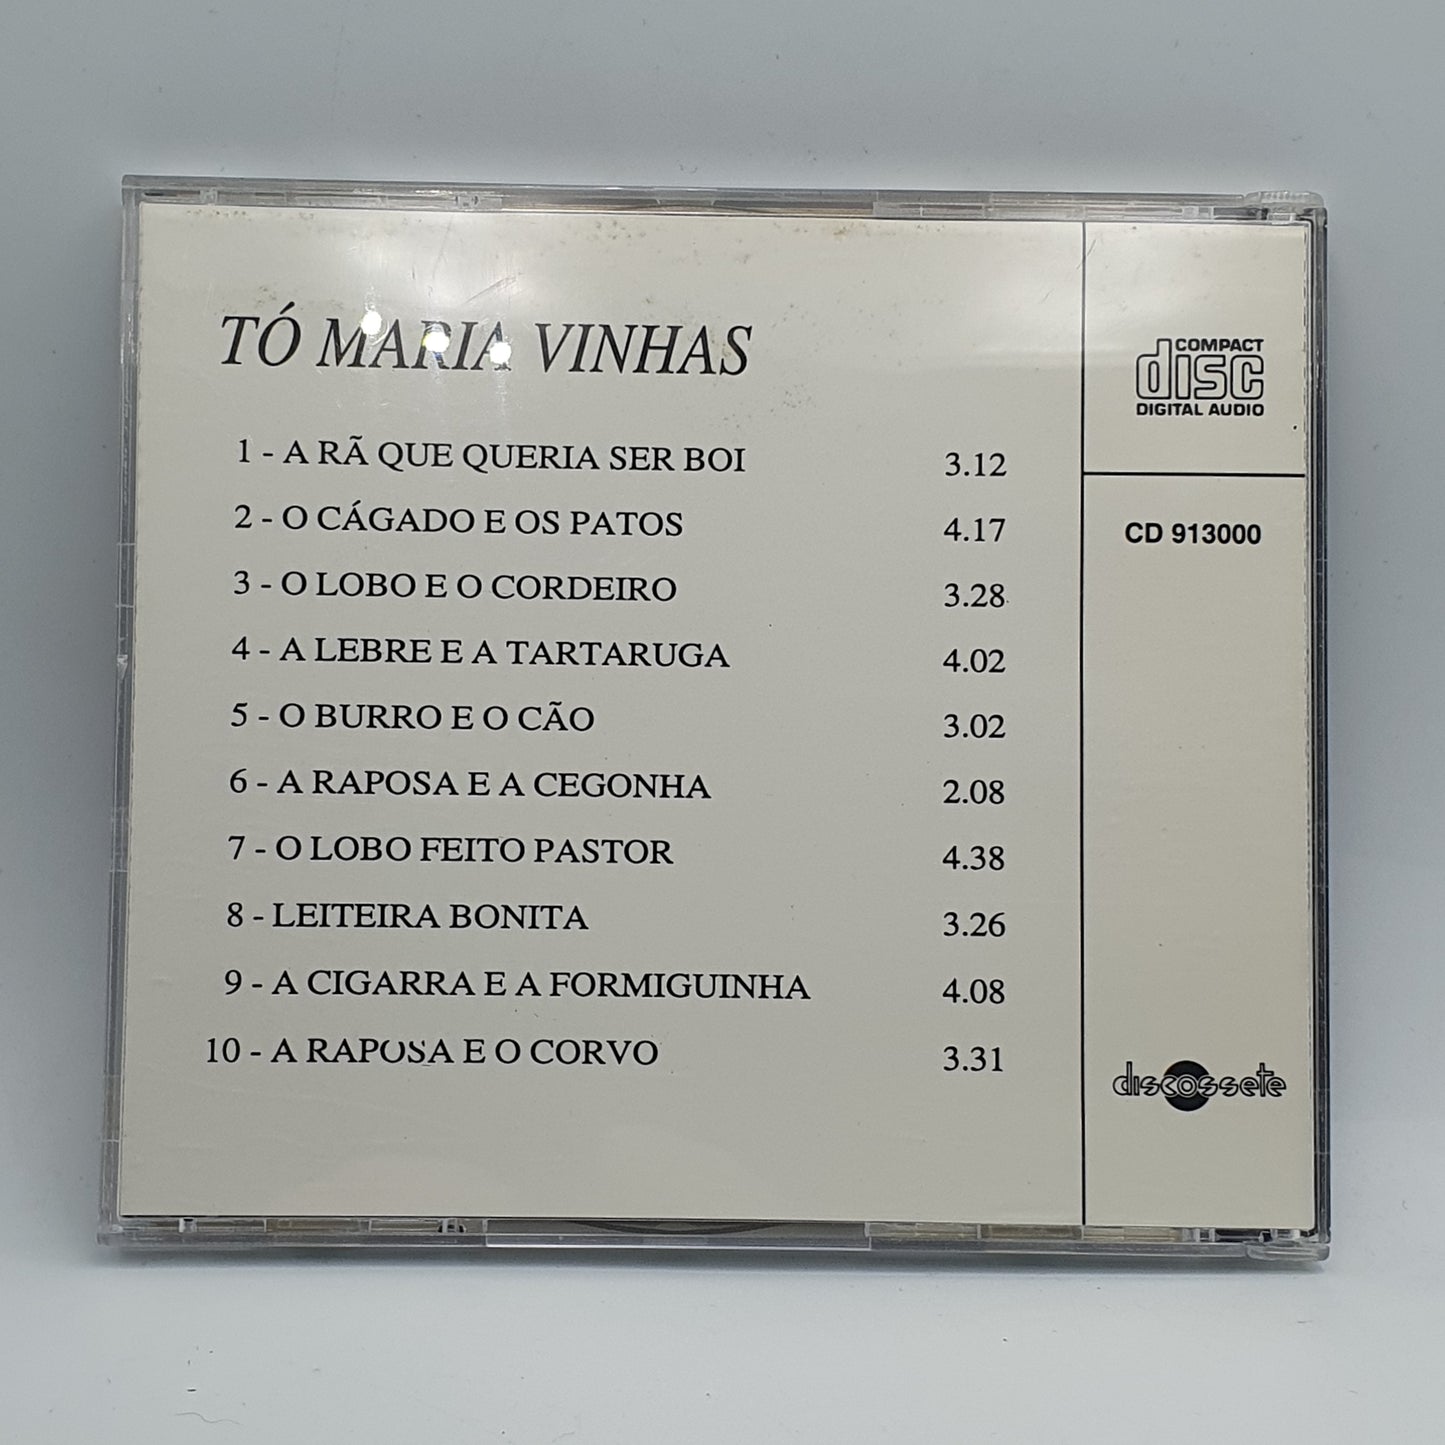 TÓ MARIA VINHAS
1 - A RÃ QUE QUERIA SER BOI 3.12
2 - O CÁGADO E OS PATOS 4.17
3 - O LOBO E O CORDEIRO 3.28
4 - A LEBRE E A TARTARUGA 4.02
5 - O BURRO E O CÃO 3.02
6 - A RAPOSA E A CEGONHA 2.08
7 - O LOBO FEITO PASTOR 4.38
8 - LEITEIRA BONITA 3.26
9 - A CIGARRA E A FORMIGUINHA 4.08
10 - A RAPOSA E O CORVO 3.31
COMPACT
disc
DIGITAL AUDIO
CD 913000
discossete